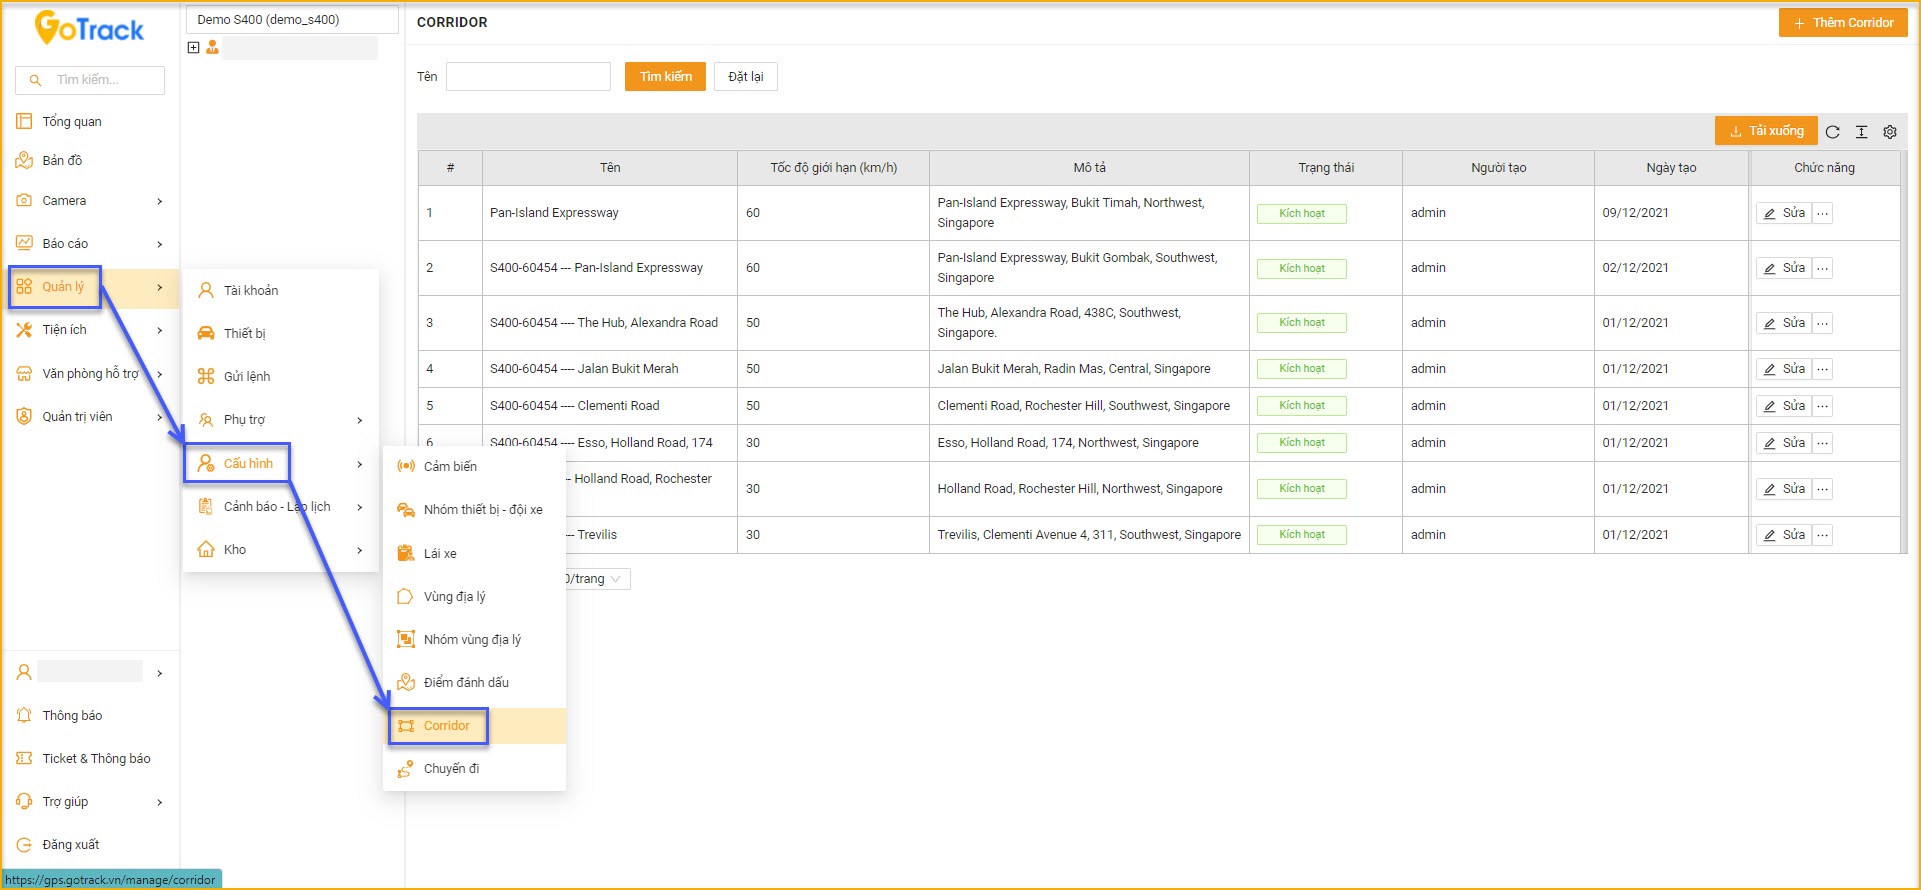 GoTrack
Tìm kiếm...
Tổng quan
Bản đồ
Camera
Báo cáo
Quản lý
Tiện ích
Văn phòng hỗ trợ
Quản trị viên
Thông báo
Ticket & Thông báo
Trợ giúp
Đăng xuất
https://gps.gotrack.vn/manage/corridor
Demo S400 (demo_s400)
Tài khoản
Thiết bị
Gửi lệnh
Phụ trợ
Cấu hình
Cảnh báo - Lập lịch
Kho
Cảm biến
Nhóm thiết bị - đội xe
Lái xe
Vùng địa lý
Nhóm vùng địa lý
Điểm đánh dấu
Corridor
Chuyến đi
CORRIDOR
Thêm Corridor
Tên
Tìm kiếm
Đặt lại
Tải xuống
# Tên Tốc độ giới hạn (km/h) Mô tả Trạng thái Người tạo Ngày tạo Chức năng
1 Pan-Island Expressway 60 Pan-Island Expressway, Bukit Timah, Northwest,
Singapore Kích hoạt admin 09/12/2021 Sửa ...
2 S400-60454 --- Pan-Island Expressway 60 Pan-Island Expressway, Bukit Gombak, Southwest,
Singapore Kích hoạt admin 02/12/2021 Sửa ...
3 S400-60454 ---- The Hub, Alexandra Road 50 The Hub, Alexandra Road, 438C, Southwest,
Singapore. Kích hoạt admin 01/12/2021 Sửa ...
4 S400-60454 ---- Jalan Bukit Merah 50 Jalan Bukit Merah, Radin Mas, Central, Singapore Kích hoạt admin 01/12/2021 Sửa ...
5 S400-60454 ---- Clementi Road 50 Clementi Road, Rochester Hill, Southwest, Singapore Kích hoạt admin 01/12/2021 Sửa ...
6 S400-60454 ---- Esso, Holland Road, 174 30 Esso, Holland Road, 174, Northwest, Singapore Kích hoạt admin 01/12/2021 Sửa ...
-- Holland Road, Rochester 30 Holland Road, Rochester Hill, Northwest, Singapore Kích hoạt admin 01/12/2021 Sửa ...
--- Trevilis 30 Trevilis, Clementi Avenue 4, 311, Southwest, Singapore Kích hoạt admin 01/12/2021 Sửa ...
0/trang